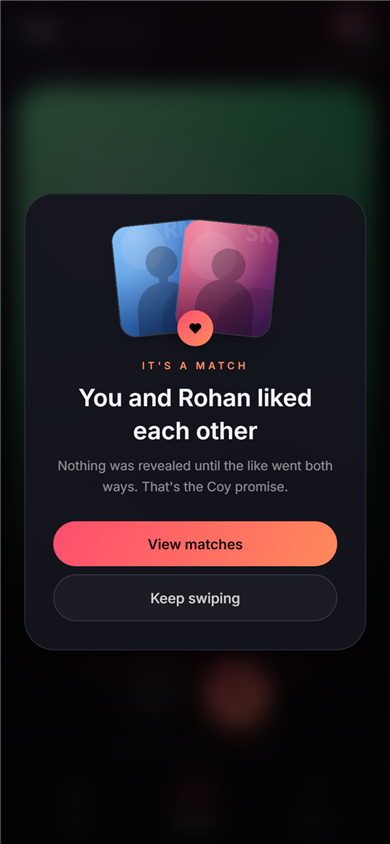 SK
IT'S A MATCH
You and Rohan liked
each other
Nothing was revealed until the like went both
ways. That's the Coy promise.
View matches
Keep swiping